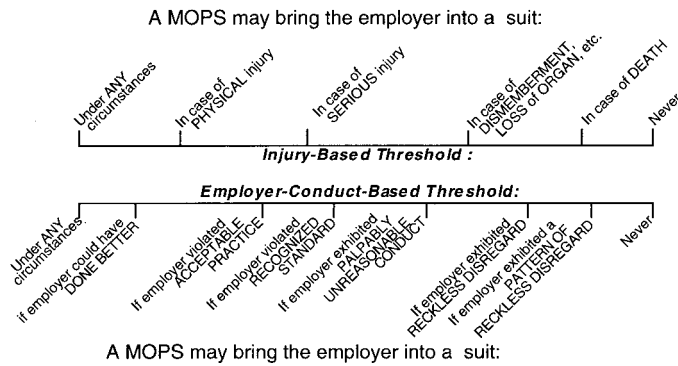 A MOPS may bring the employer into a suit:
Under ANY
circumstances
In case of
PHYSICAL injury
In case of
SERIOUS injury
In case of
DISMEMBERMENT,
LOSS of ORGAN, etc.
In case of DEATH
Never
Injury-Based Threshold :
Employer-Conduct-Based Threshold:
Under ANY
circumstances
if employer could have
DONE BETTER
If employer violated
ACCEPTABLE
PRACTICE
If employer violated
RECOGNIZED
STANDARD
If employer exhibited
PALPABLY
UNREASONABLE
CONDUCT
If employer exhibited
RECKLESS DISREGARD
If employer exhibited a
PATTERN OF
RECKLESS DISREGARD
Never
A MOPS may bring the employer into a suit: